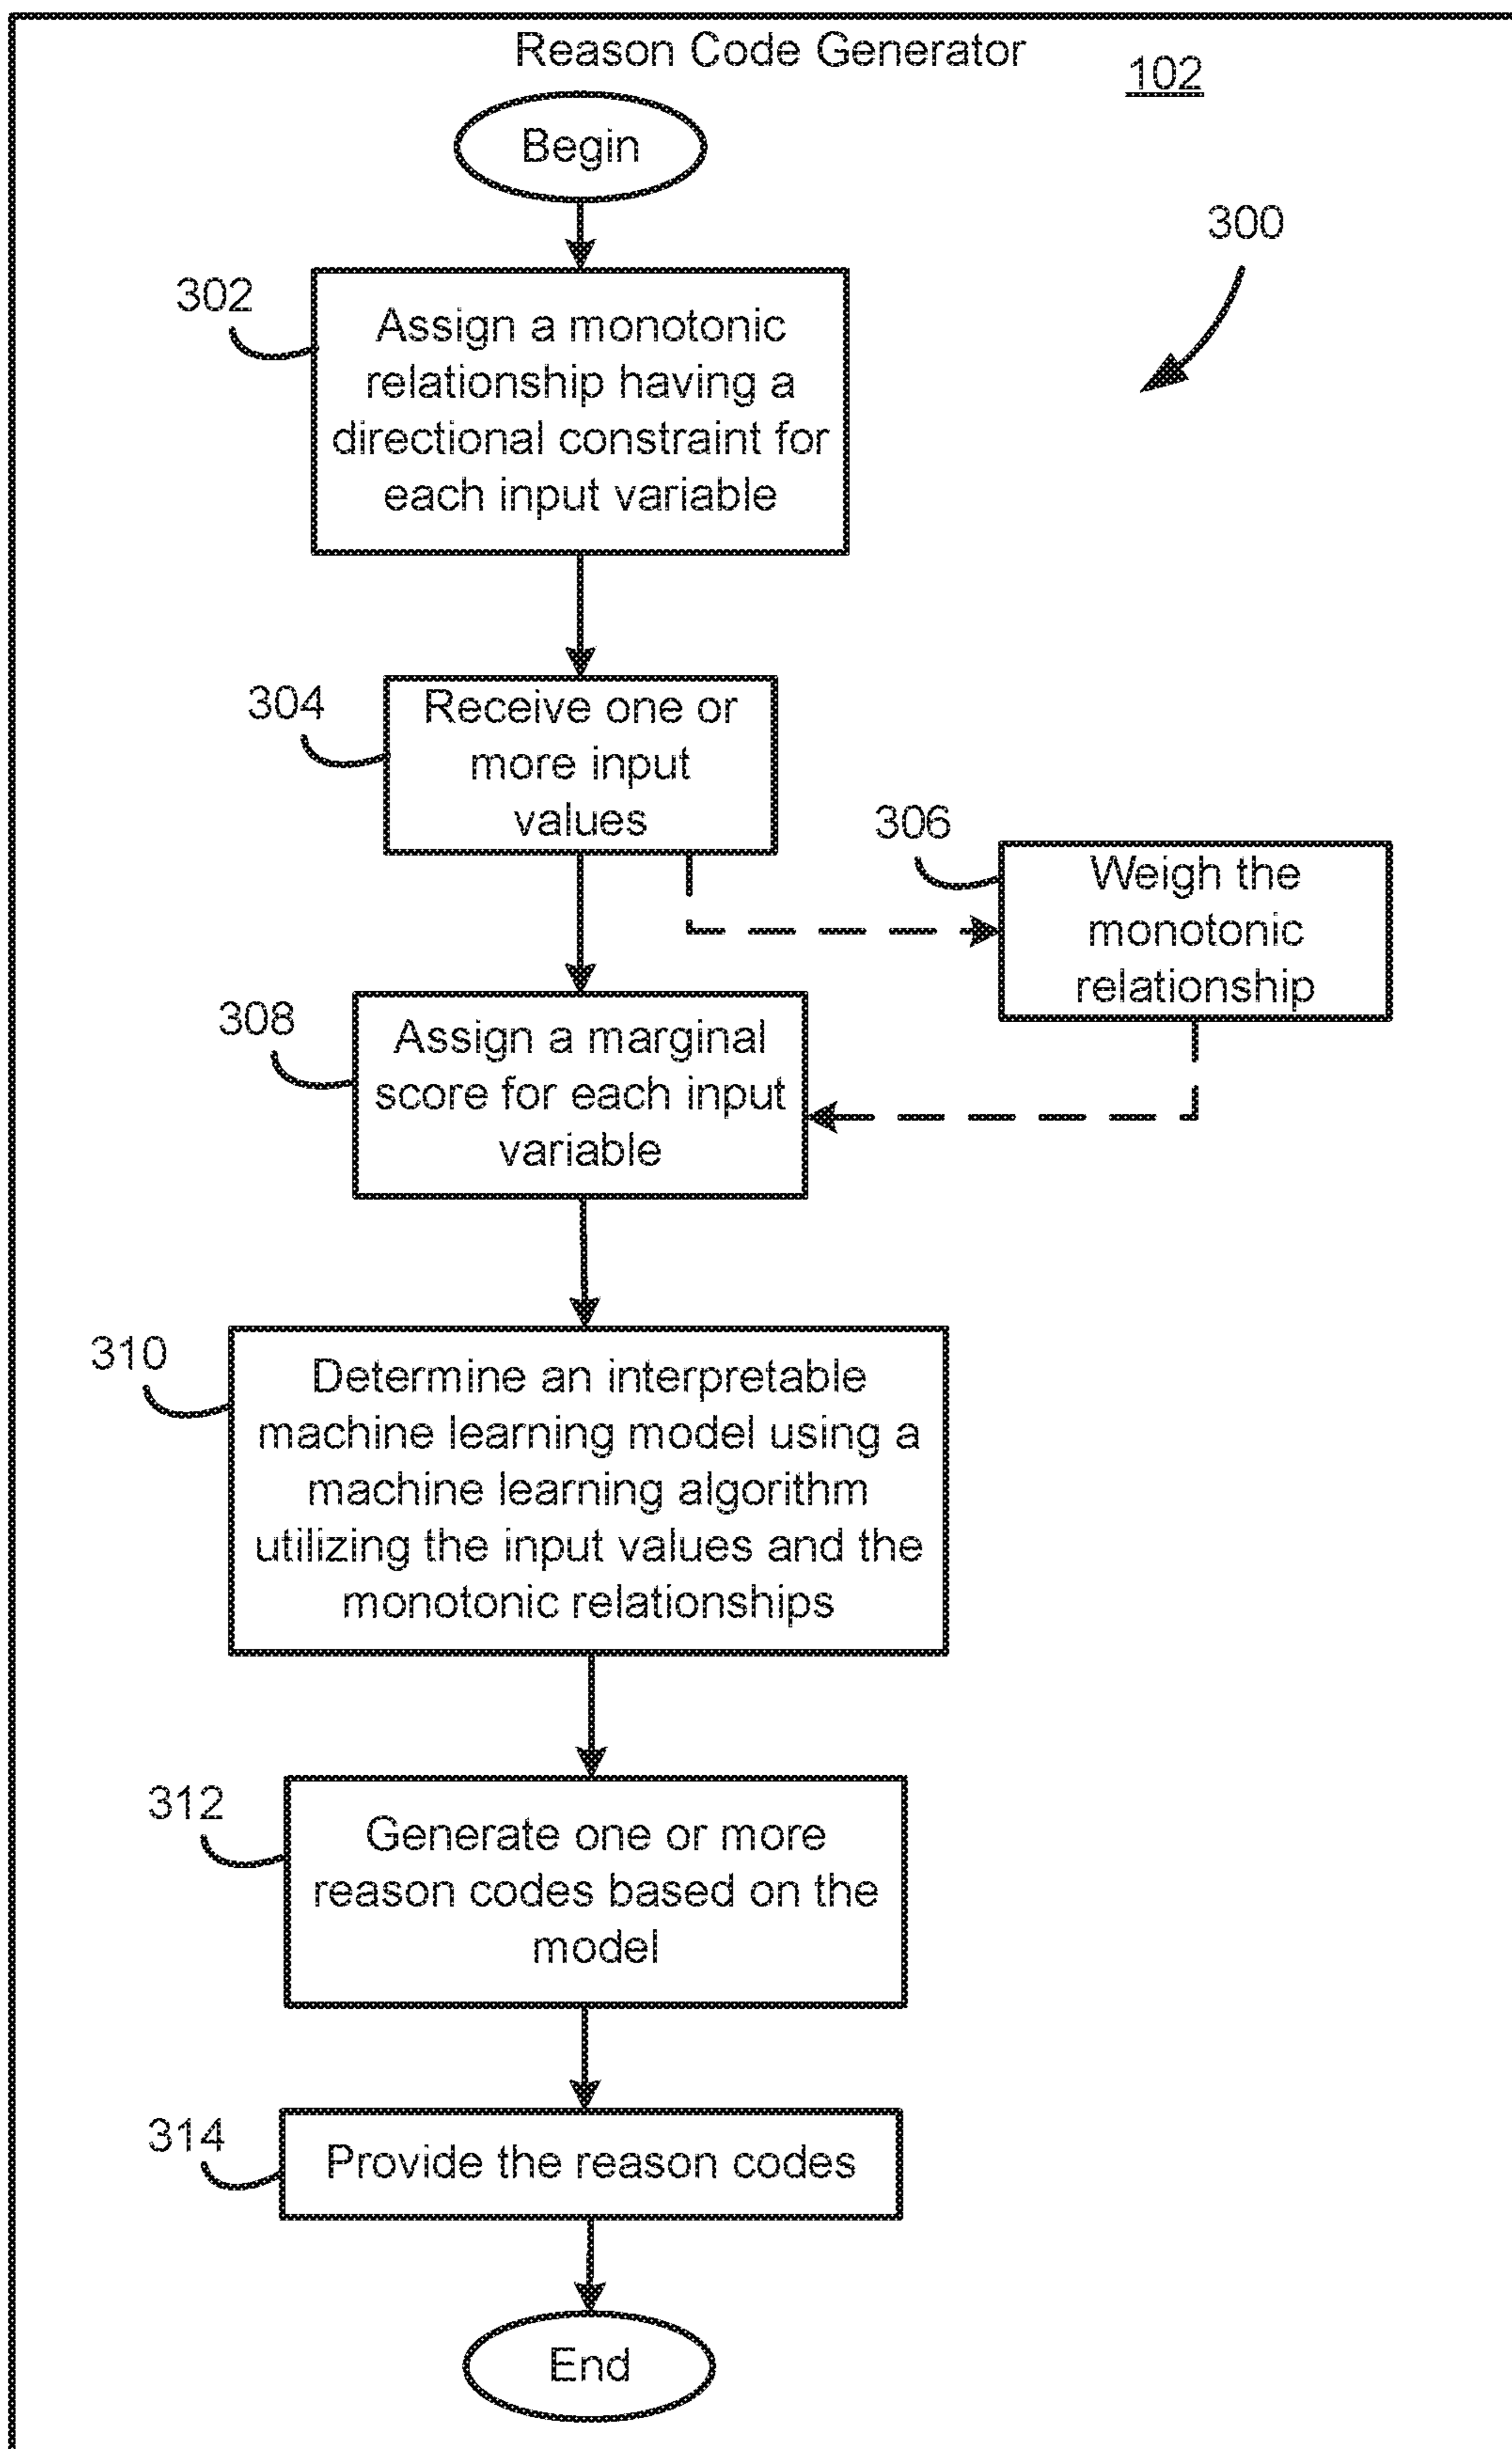 Reason Code Generator
102
Begin
300
302
Assign a monotonic
relationship having a
directional constraint for
each input variable
304
Receive one or
more input
values
306
Weigh the
monotonic
relationship
308
Assign a marginal
score for each input
variable
310
Determine an interpretable
machine learning model using a
machine learning algorithm
utilizing the input values and the
monotonic relationships
312
Generate one or more
reason codes based on the
model
314
Provide the reason codes
End